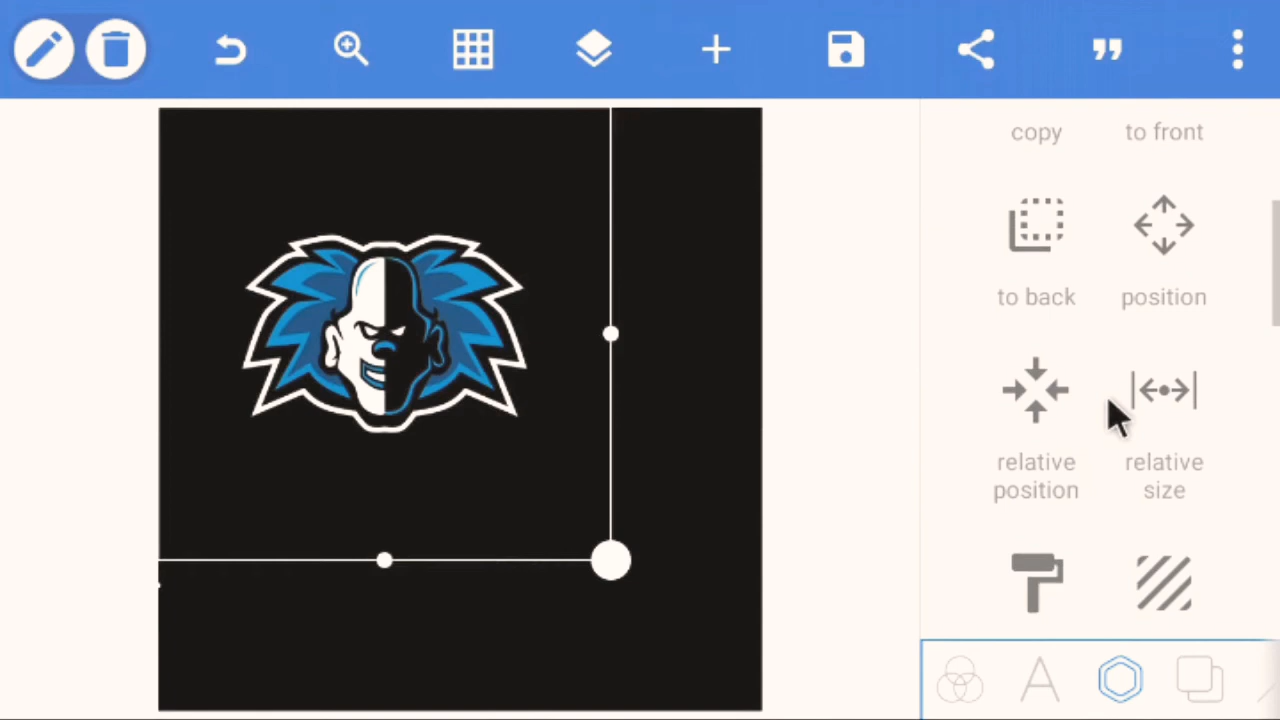 copy
to front
to back
position
relative
position
relative
size